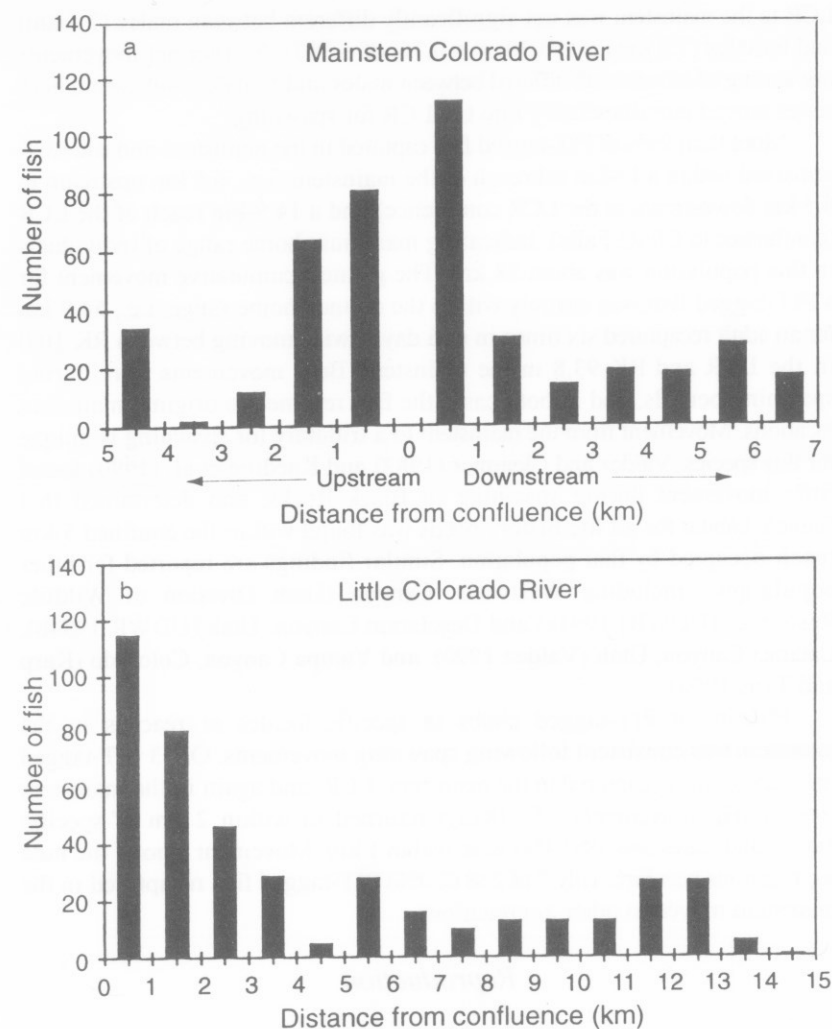 a
Mainstem Colorado River
140
120
100
80
60
40
20
0
Number of fish
5 4 3 2 1 0 0 1 2 3 4 5 6 7
Upstream Downstream
Distance from confluence (km)
b
Little Colorado River
140
120
100
80
60
40
20
0
Number of fish
0 1 2 3 4 5 6 7 8 9 10 11 12 13 14 15
Distance from confluence (km)